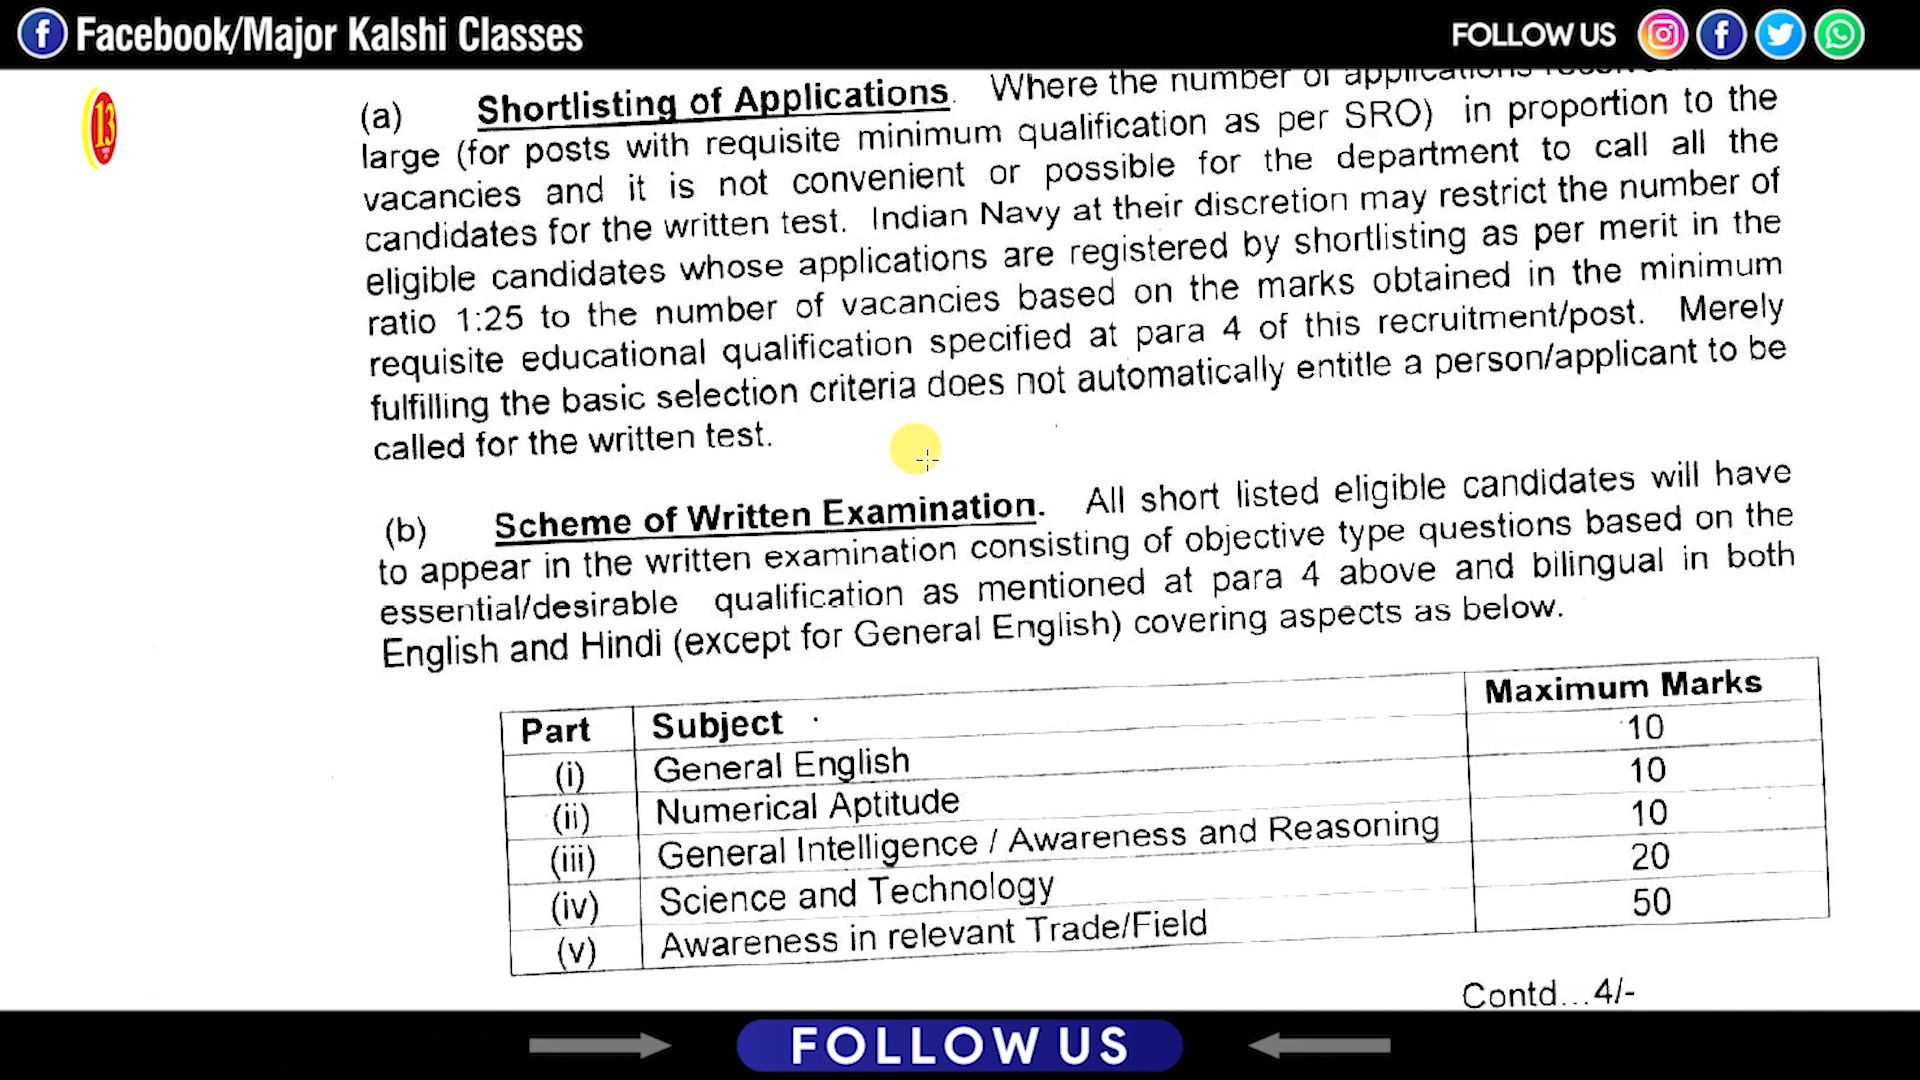 Facebook/Major Kalshi Classes
FOLLOW US
13
(a) Shortlisting of Applications. Where the number of applications
large (for posts with requisite minimum qualification as per SRO) in proportion to the
vacancies and it is not convenient or possible for the department to call all the
candidates for the written test. Indian Navy at their discretion may restrict the number of
eligible candidates whose applications are registered by shortlisting as per merit in the
ratio 1:25 to the number of vacancies based on the marks obtained in the minimum
requisite educational qualification specified at para 4 of this recruitment/post. Merely
fulfilling the basic selection criteria does not automatically entitle a person/applicant to be
called for the written test.
(b) Scheme of Written Examination. All short listed eligible candidates will have
to appear in the written examination consisting of objective type questions based on the
essential/desirable qualification as mentioned at para 4 above and bilingual in both
English and Hindi (except for General English) covering aspects as below.
Part Subject Maximum Marks
(i) General English 10
(ii) Numerical Aptitude 10
(iii) General Intelligence / Awareness and Reasoning 10
(iv) Science and Technology 20
(v) Awareness in relevant Trade/Field 50
Contd...4/-
FOLLOW US